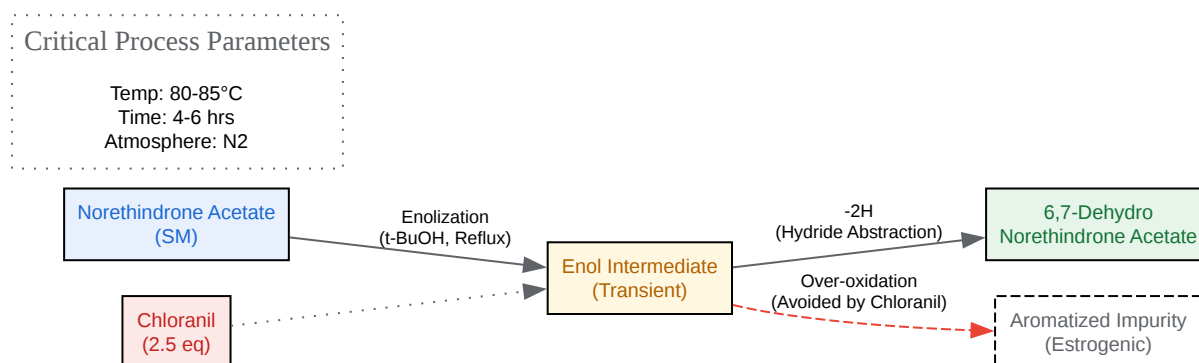 Critical Process Parameters
Temp: 80-85°C
Time: 4-6 hrs
Atmosphere: N2
Norethindrone Acetate
(SM)
Enolization
(t-BuOH, Reflux)
Chloranil
(2.5 eq)
Enol Intermediate
(Transient)
-2H
(Hydride Abstraction)
6,7-Dehydro
Norethindrone Acetate
Over-oxidation
(Avoided by Chloranil)
Aromatized Impurity
(Estrogenic)